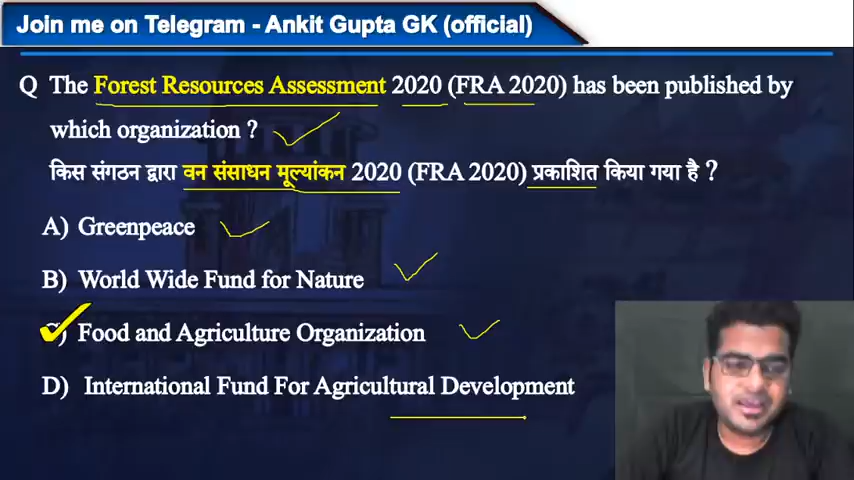 Join me on Telegram - Ankit Gupta GK (official)
Q The Forest Resources Assessment 2020 (FRA 2020) has been published by
which organization ?
किस संगठन द्वारा वन संसाधन मूल्यांकन 2020 (FRA 2020) प्रकाशित किया गया है ?
A) Greenpeace
B) World Wide Fund for Nature
C) Food and Agriculture Organization
D) International Fund For Agricultural Development